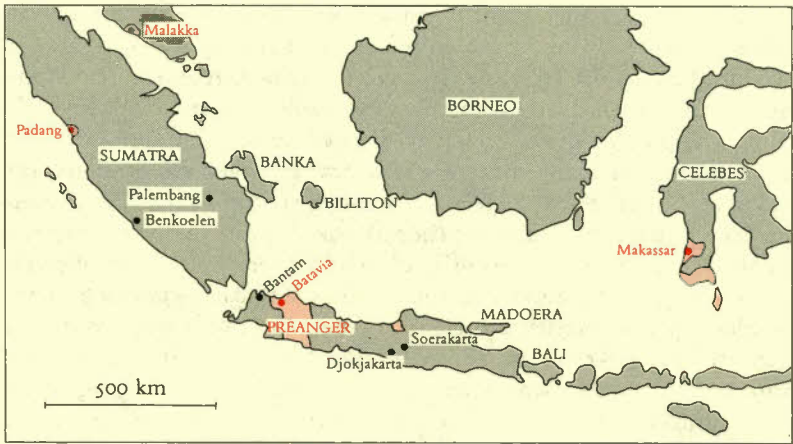 Malakka
BORNEO
Padang
SUMATRA
BANKA
CELEBES
Palembang
BILLITON
Benkoelen
Makassar
Bantam
Batavia
MADOERA
PREANGER
Soerakarta
Djokjakarta
BALI
500 km